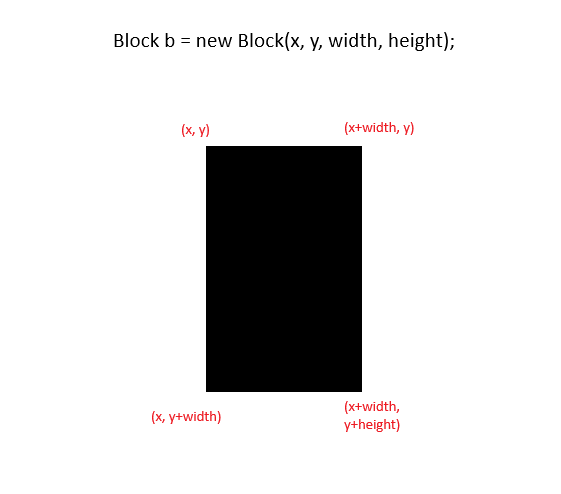 Block b = new Block(x, y, width, height);
(x, y)
(x+width, y)
(x, y+width)
(x+width,
y+height)